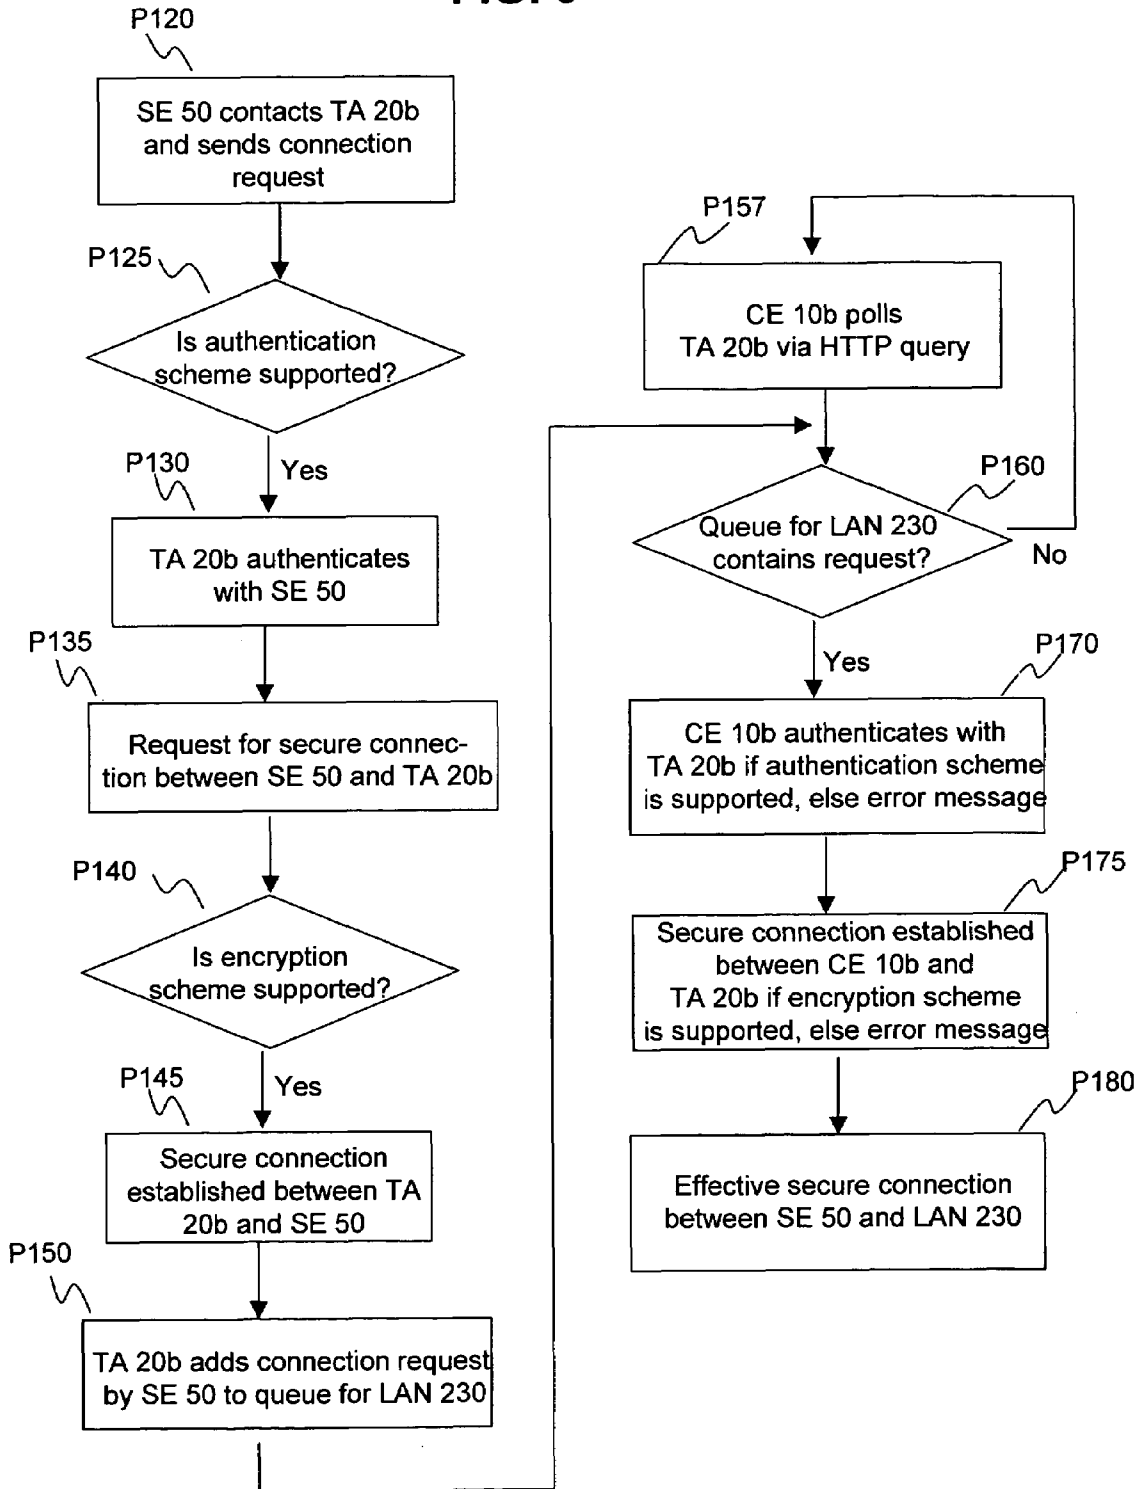 P120
SE 50 contacts TA 20b
and sends connection
request
P125
Is authentication
scheme supported?
Yes
P130
TA 20b authenticates
with SE 50
P135
Request for secure connec-
tion between SE 50 and TA 20b
P140
Is encryption
scheme supported?
Yes
P145
Secure connection
established between TA
20b and SE 50
P150
TA 20b adds connection request
by SE 50 to queue for LAN 230
P157
CE 10b polls
TA 20b via HTTP query
P160
Queue for LAN 230
contains request?
No
Yes
P170
CE 10b authenticates with
TA 20b if authentication scheme
is supported, else error message
P175
Secure connection established
between CE 10b and
TA 20b if encryption scheme
is supported, else error message
P180
Effective secure connection
between SE 50 and LAN 230